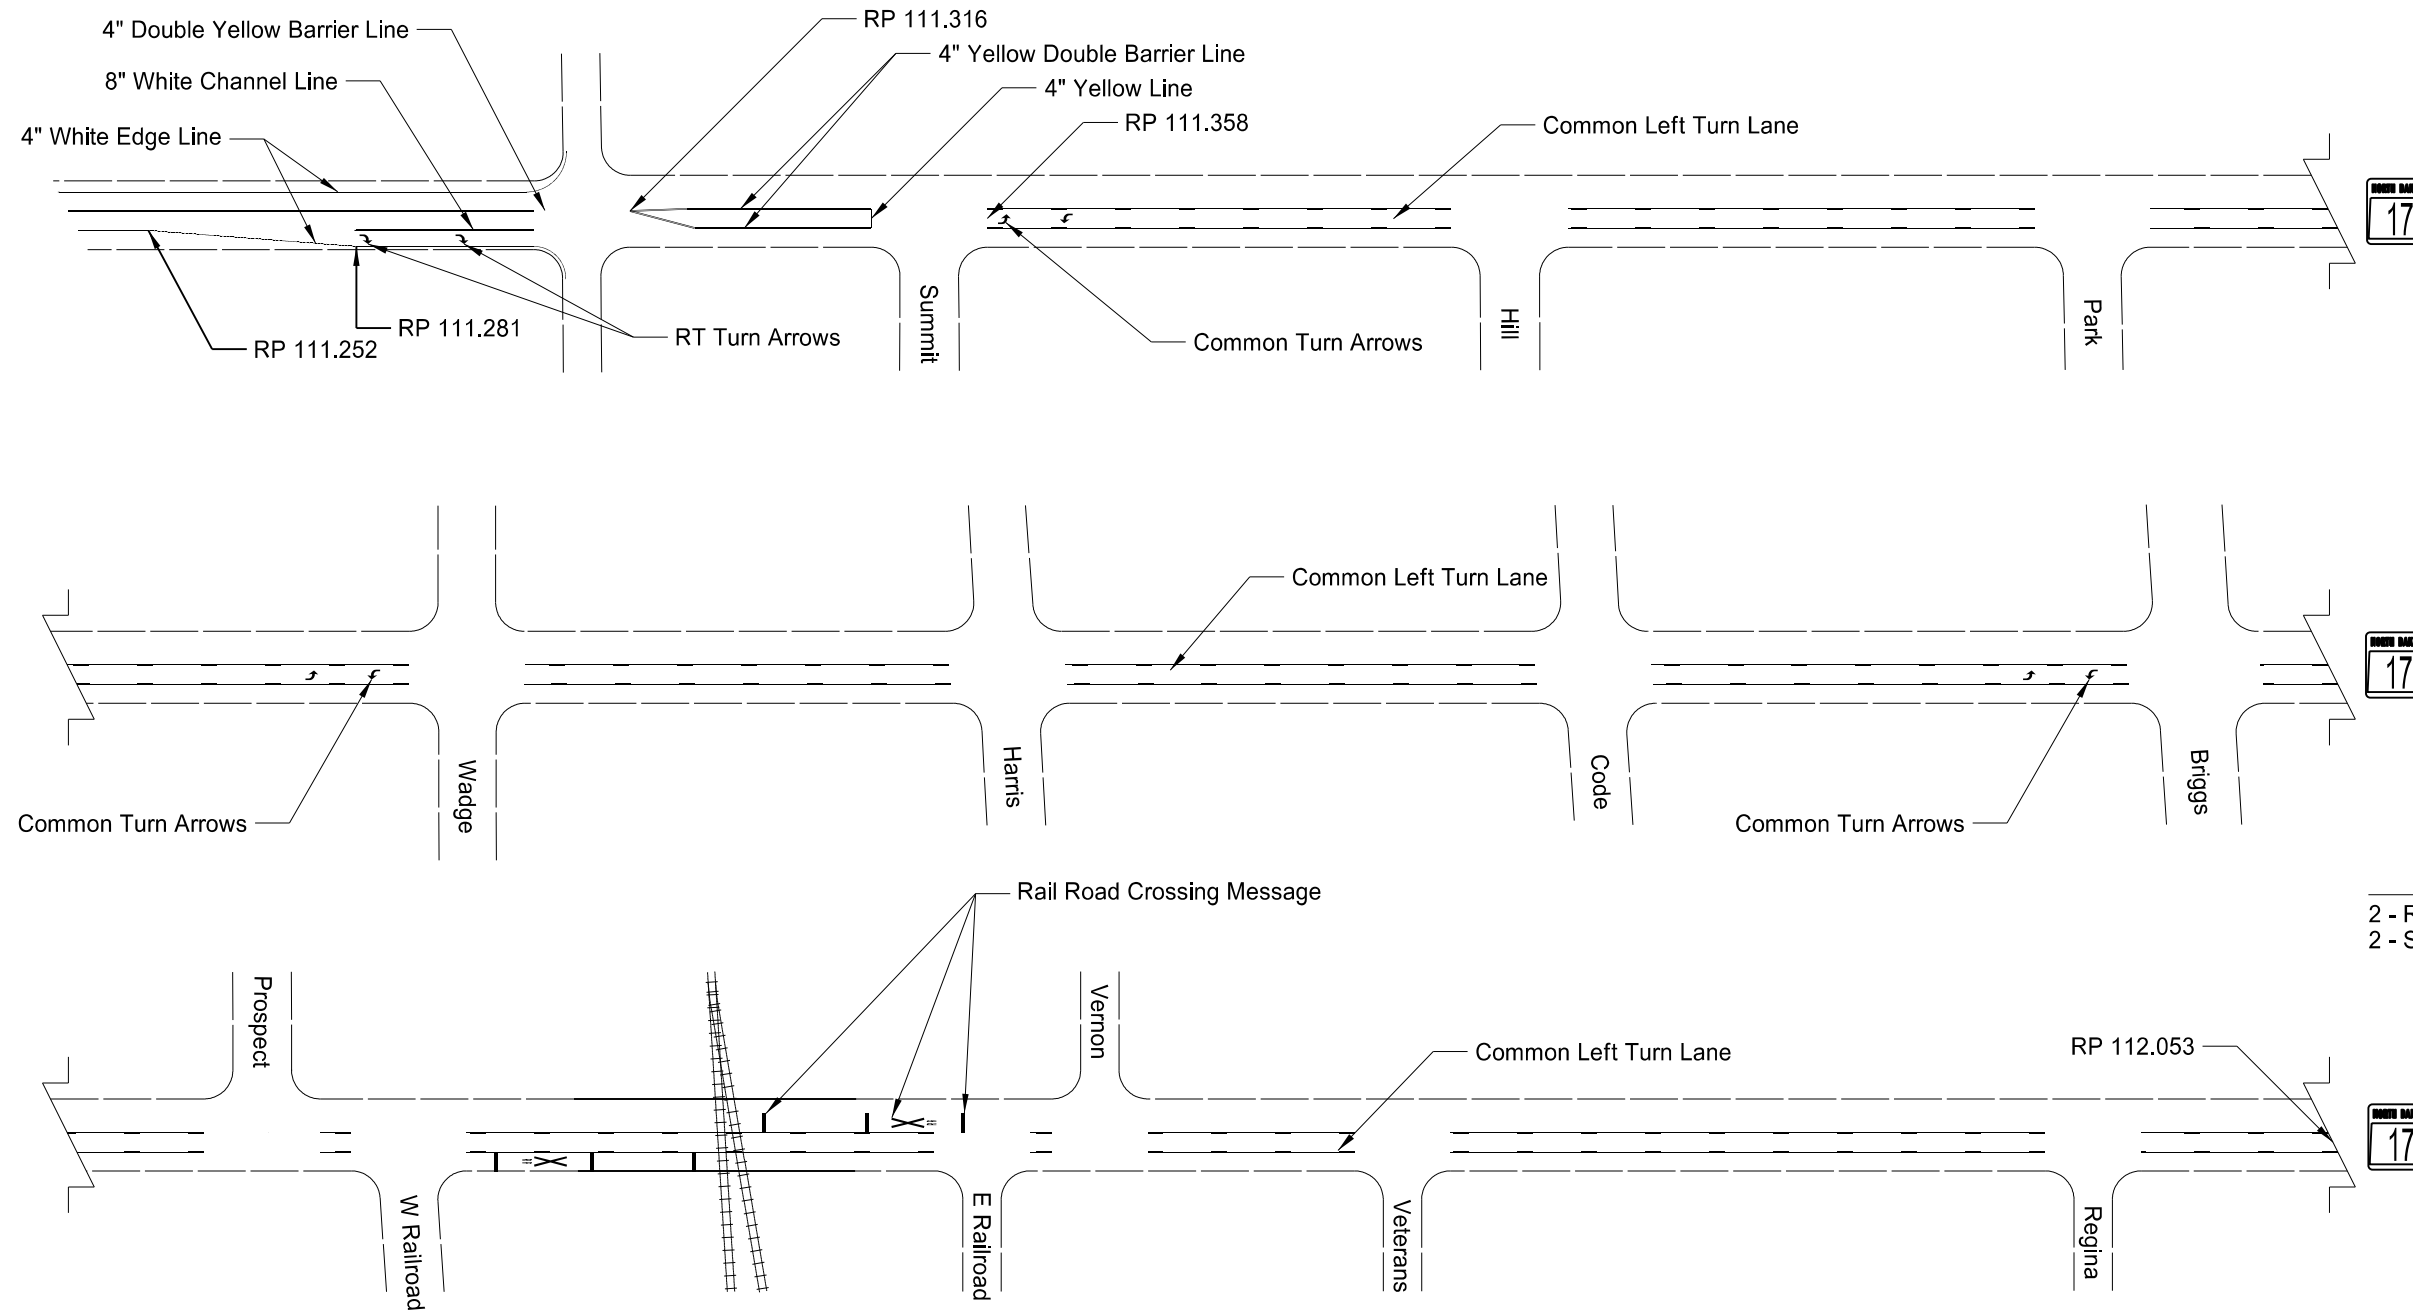 4" Double Yellow Barrier Line
8" White Channel Line
4" White Edge Line
RP 111.316
4" Yellow Double Barrier Line
4" Yellow Line
RP 111.358
Common Left Turn Lane
17
RP 111.252
RP 111.281
RT Turn Arrows
Summit
Common Turn Arrows
Hill
Park
Common Left Turn Lane
17
Common Turn Arrows
Wadge
Harris
Code
Common Turn Arrows
Briggs
Rail Road Crossing Message
2 - R
2 - S
Prospect
Vernon
Common Left Turn Lane
RP 112.053
17
W Railroad
E Railroad
Veterans
Regina